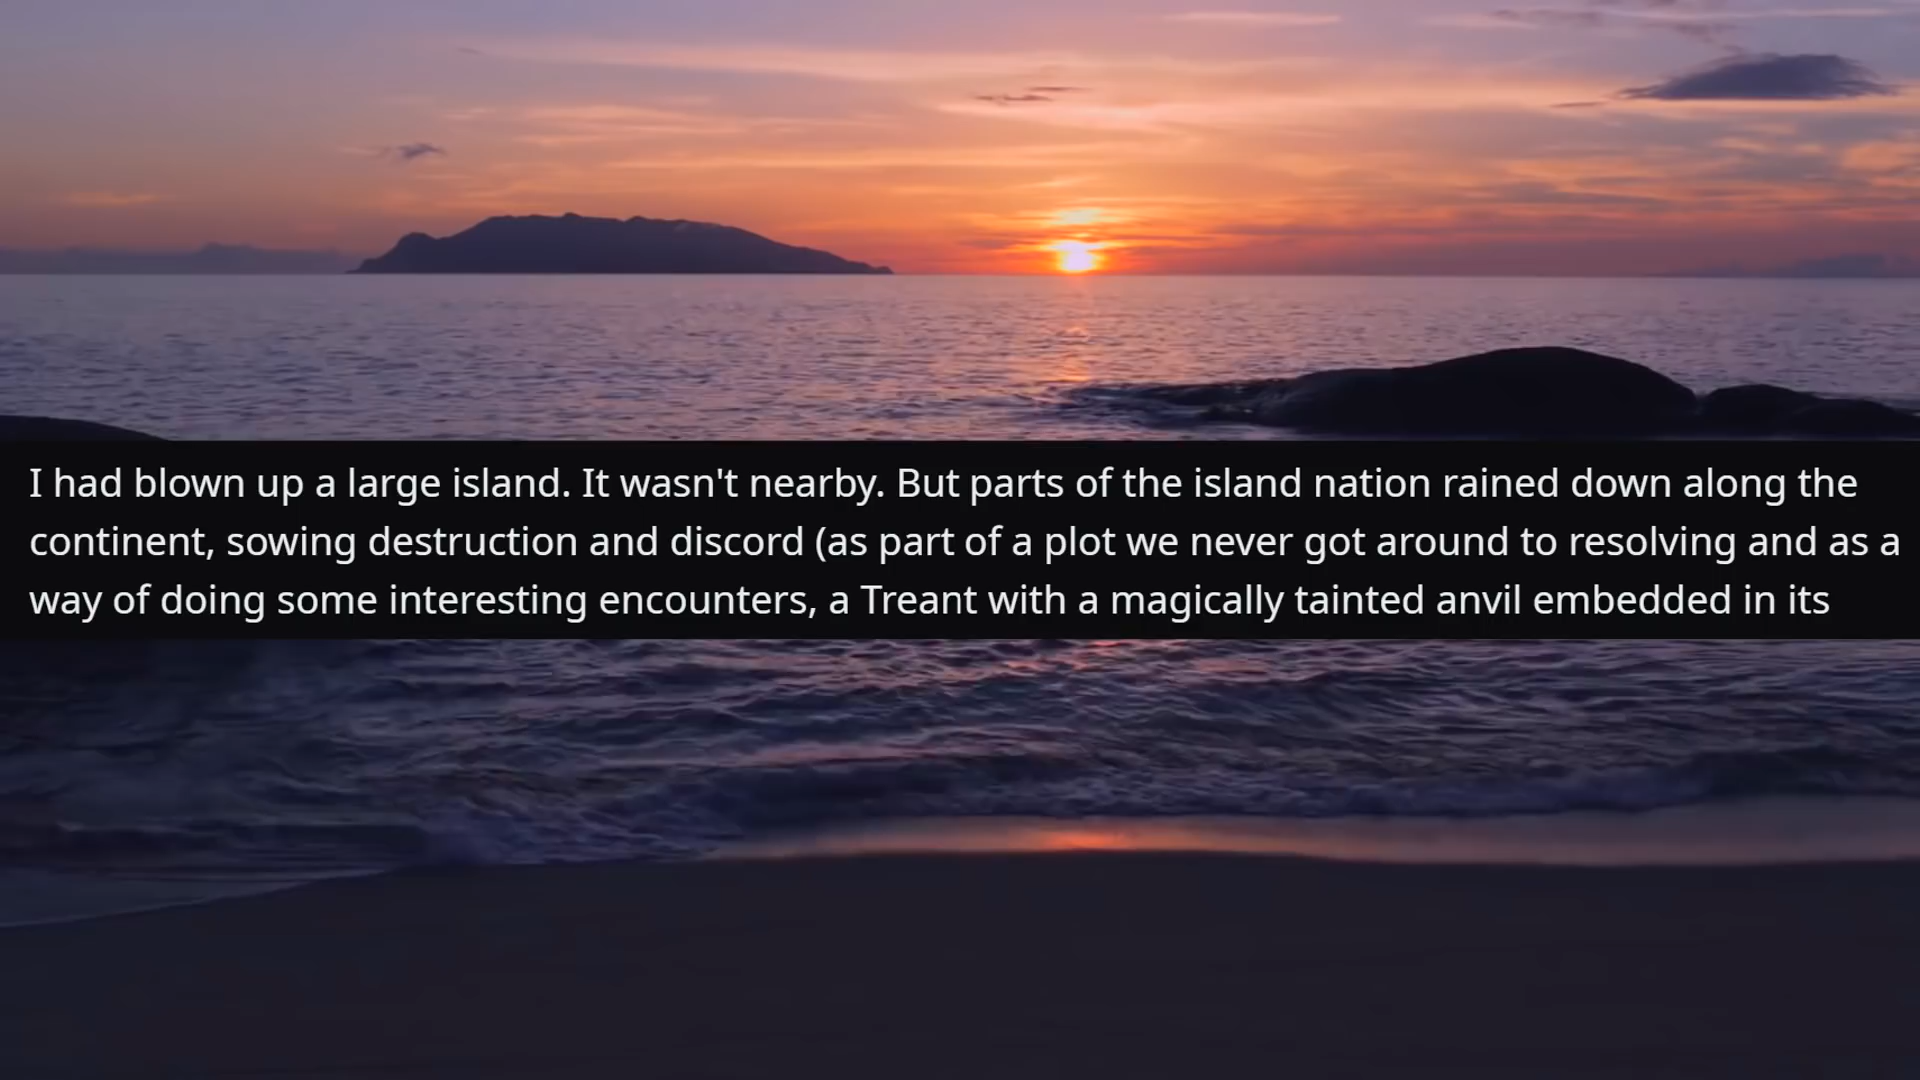 I had blown up a large island. It wasn't nearby. But parts of the island nation rained down along the
continent, sowing destruction and discord (as part of a plot we never got around to resolving and as a
way of doing some interesting encounters, a Treant with a magically tainted anvil embedded in its